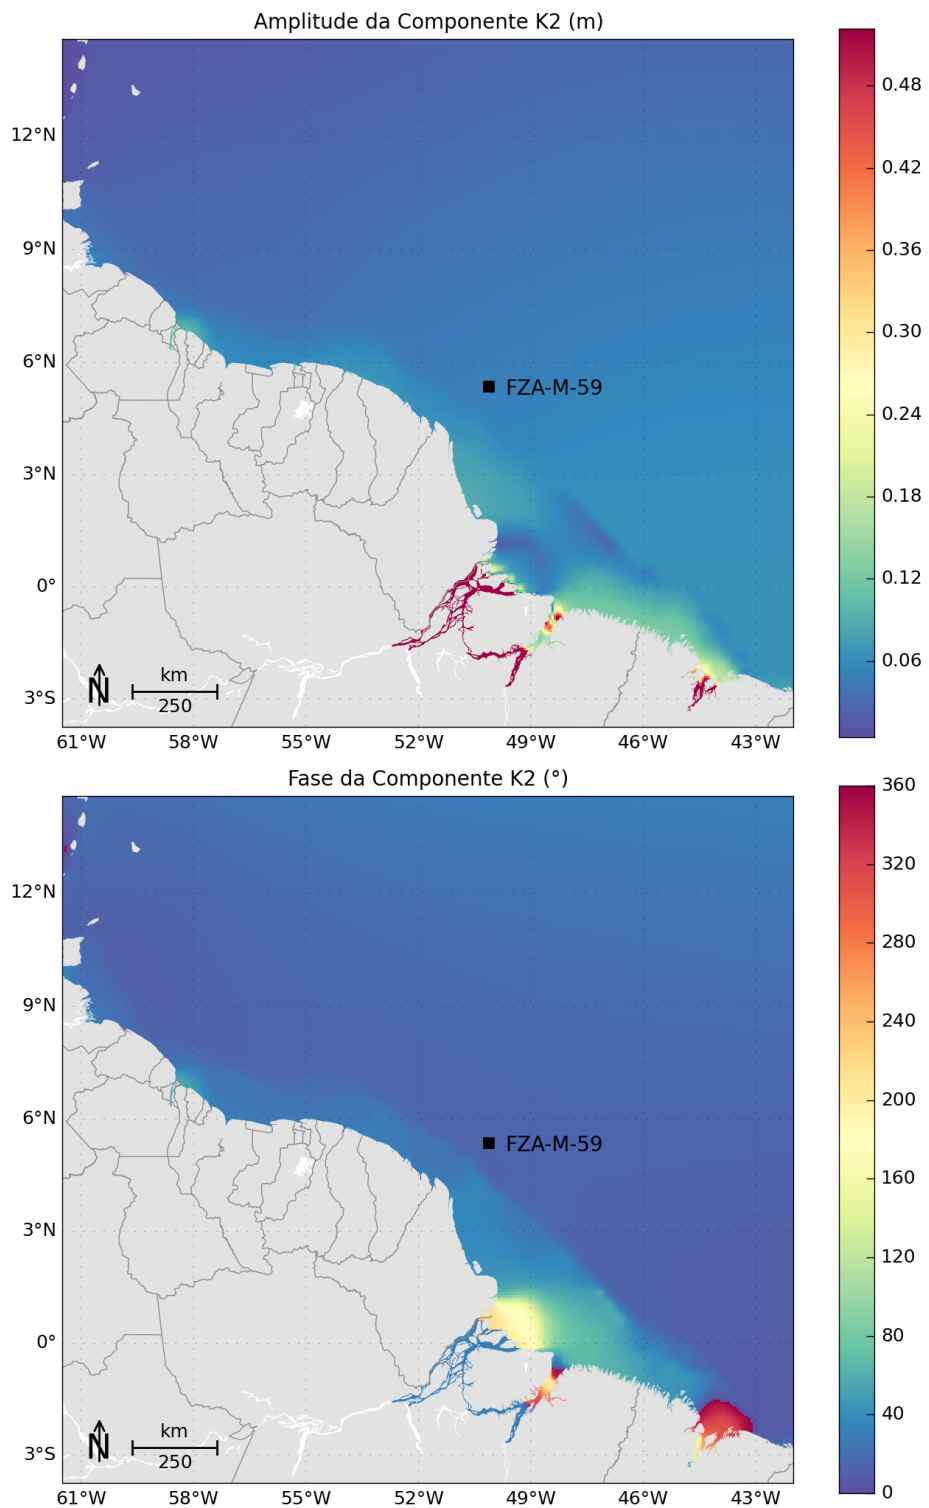 Amplitude da Componente K2 (m)
12°N
9°N
6°N
3°N
0°
3°S
61°W 58°W 55°W 52°W 49°W 46°W 43°W
FZA-M-59
N
km
250
0.48
0.42
0.36
0.30
0.24
0.18
0.12
0.06
Fase da Componente K2 (°)
12°N
9°N
6°N
3°N
0°
3°S
61°W 58°W 55°W 52°W 49°W 46°W 43°W
FZA-M-59
N
km
250
360
320
280
240
200
160
120
80
40
0